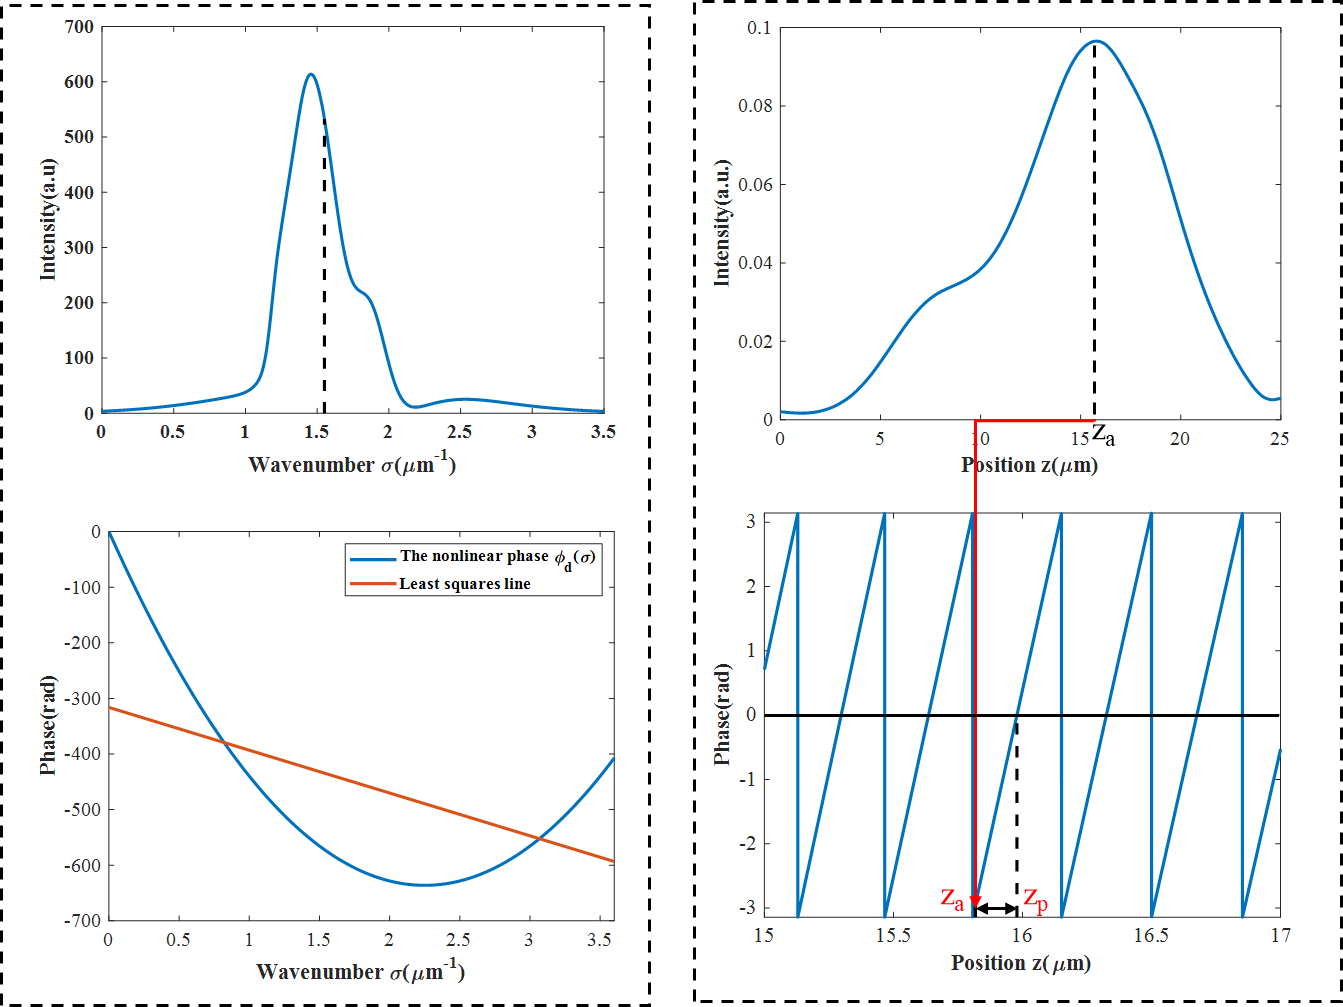 700
600
500
400
300
200
100
0
Intensity(a.u)
0 0.5 1 1.5 2 2.5 3 3.5
Wavenumber σ(μm-1)
0
-100
-200
-300
-400
-500
-600
-700
Phase(rad)
The nonlinear phase ϕd(σ)
Least squares line
0 0.5 1 1.5 2 2.5 3 3.5
Wavenumber σ(μm-1)
0.1
0.08
0.06
0.04
0.02
0
Intensity(a.u.)
0 5 10 15 20 25
za
Position z(μm)
3
2
1
0
-1
-2
-3
Phase(rad)
za zp
15 15.5 16 16.5 17
Position z(μm)